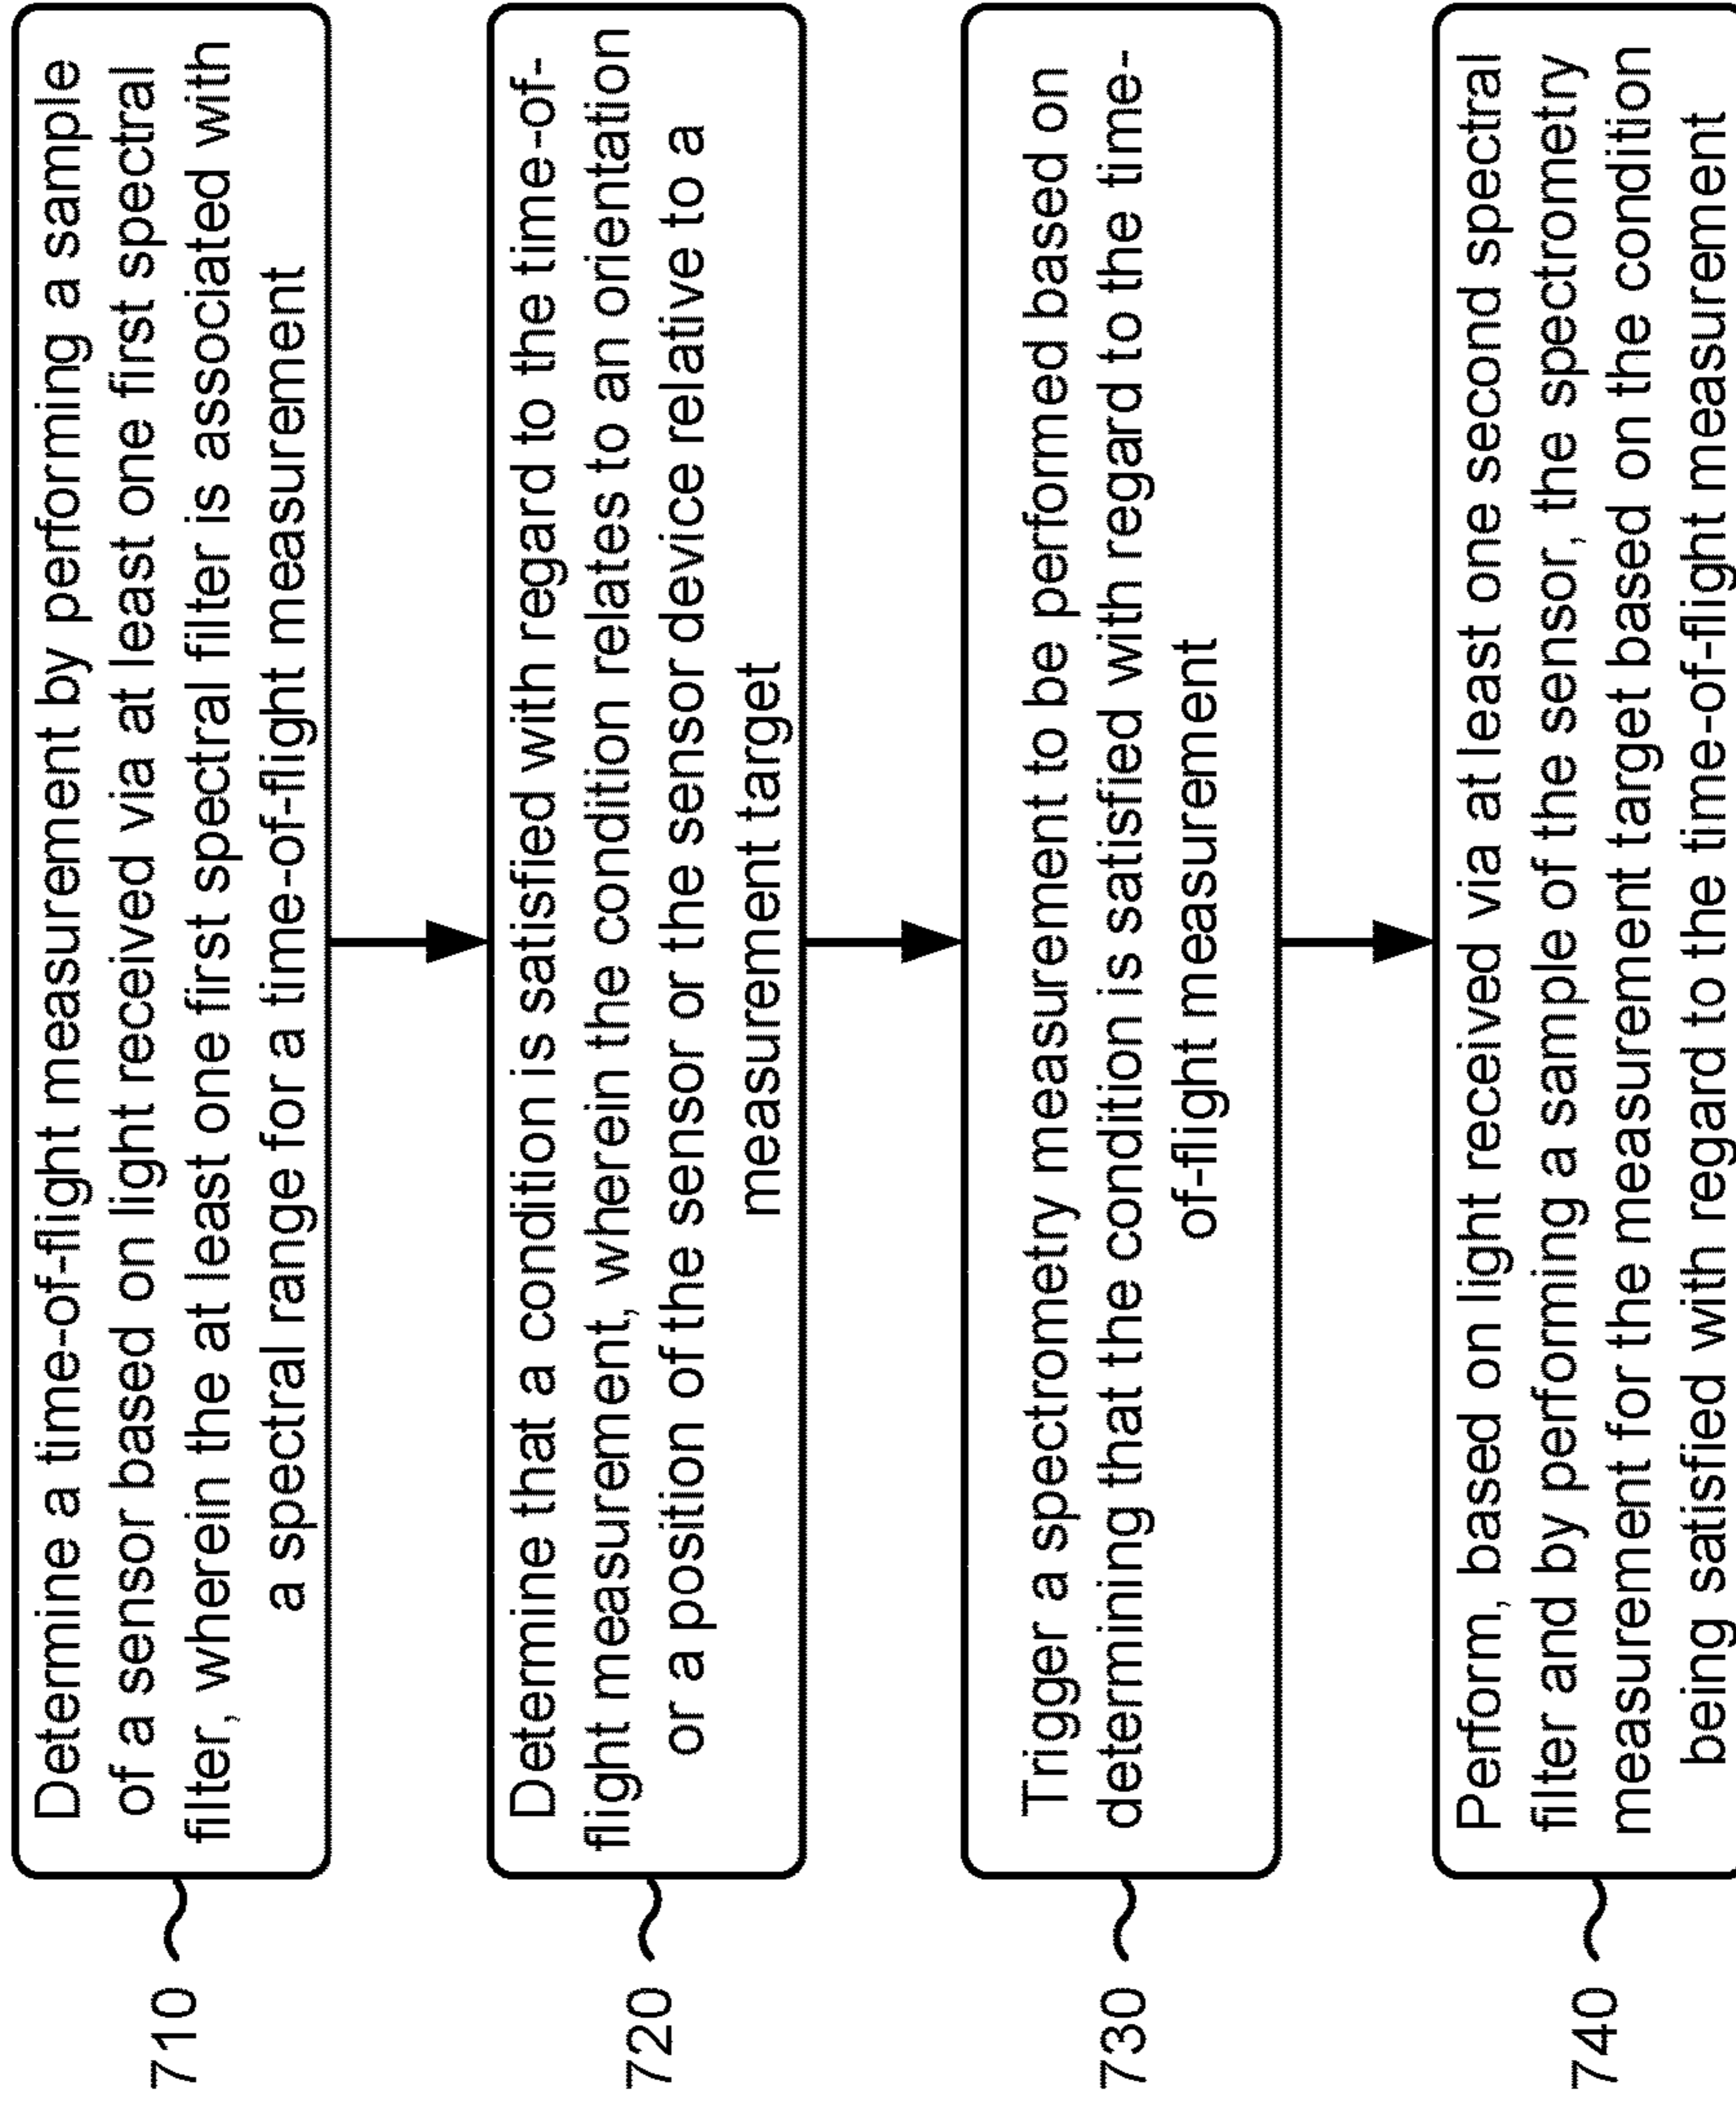 710
Determine a time-of-flight measurement by performing a sample
of a sensor based on light received via at least one first spectral
filter, wherein the at least one first spectral filter is associated with
a spectral range for a time-of-flight measurement
720
Determine that a condition is satisfied with regard to the time-of-
flight measurement, wherein the condition relates to an orientation
or a position of the sensor or the sensor device relative to a
measurement target
730
Trigger a spectrometry measurement to be performed based on
determining that the condition is satisfied with regard to the time-
of-flight measurement
740
Perform, based on light received via at least one second spectral
filter and by performing a sample of the sensor, the spectrometry
measurement for the measurement target based on the condition
being satisfied with regard to the time-of-flight measurement